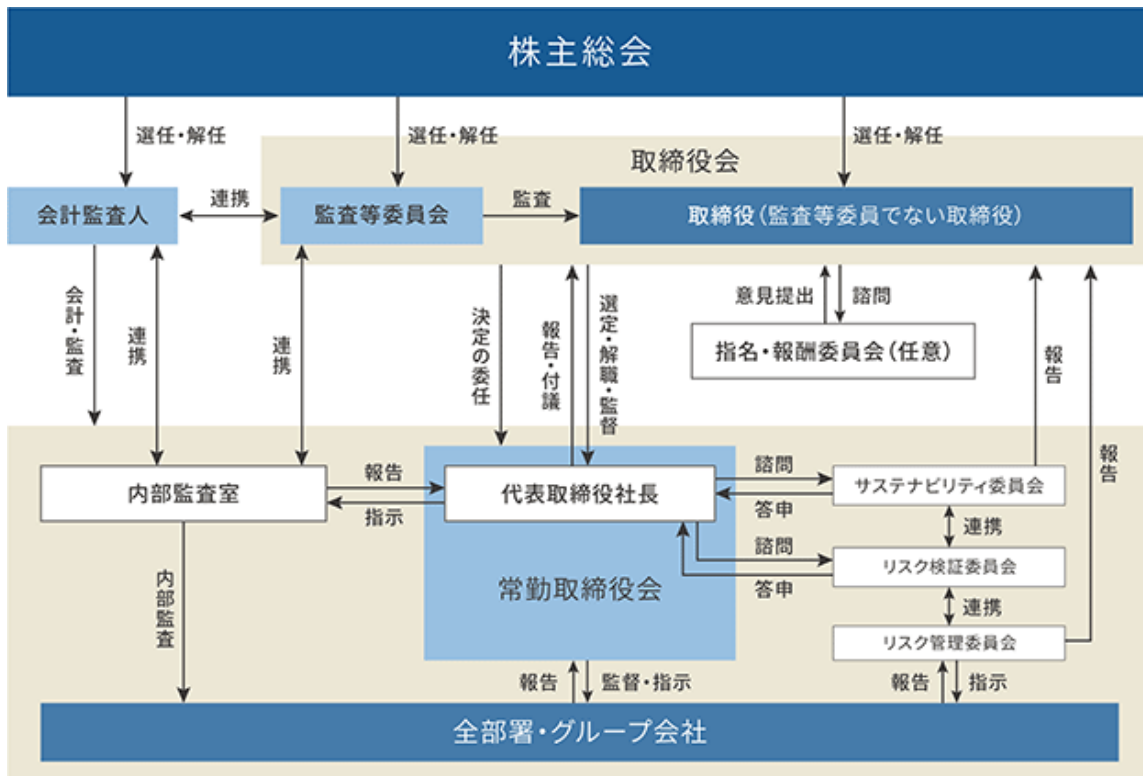 株主総会
選任・解任
選任・解任
選任・解任
取締役会
会計監査人
連携
監査等委員会
監査
取締役（監査等委員でない取締役）
会計・監査
連携
連携
決定の委任
報告・付議
選定・解職・監督
意見提出
諮問
指名・報酬委員会（任意）
報告
報告
内部監査室
報告
指示
代表取締役社長
諮問
答申
サステナビリティ委員会
連携
諮問
答申
リスク検証委員会
常勤取締役会
連携
リスク管理委員会
内部監査
報告
監督・指示
報告
指示
全部署・グループ会社